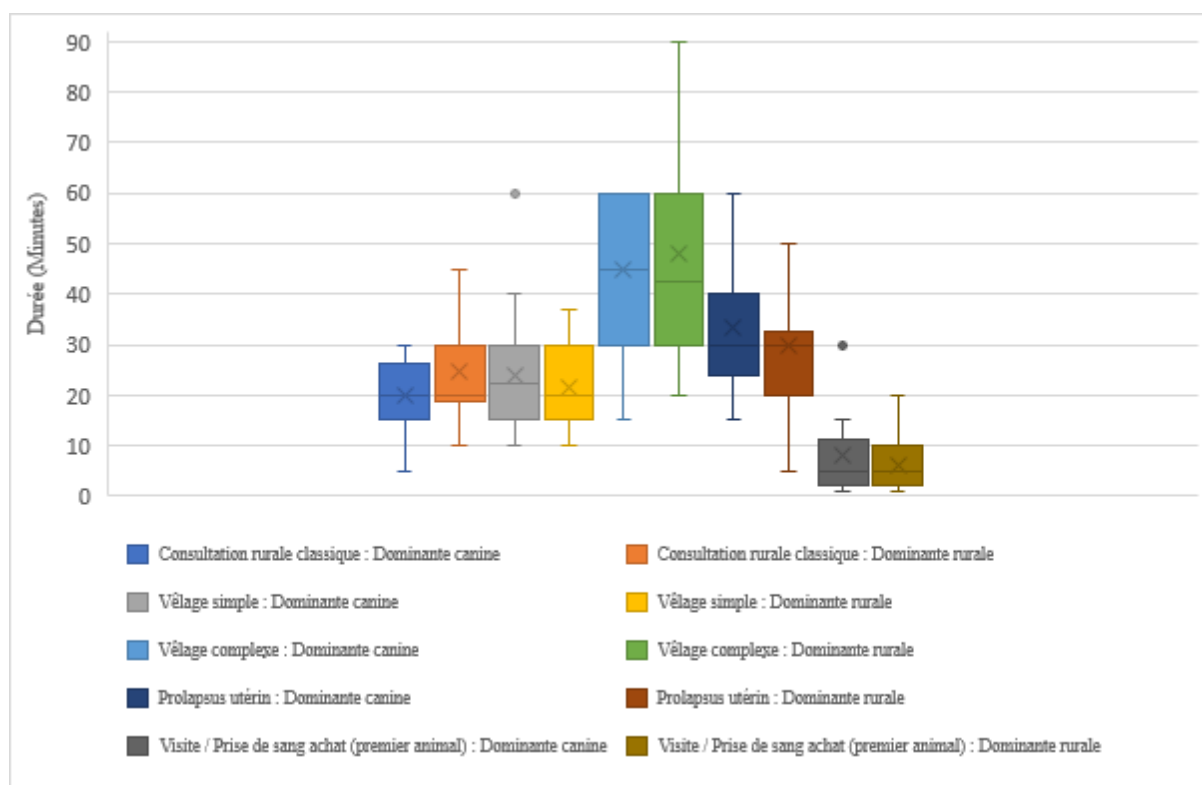 90
80
70
60
50
40
30
20
10
0
Durée (Minutes)
Consultation rurale classique : Dominante canine
Consultation rurale classique : Dominante rurale
Vêlage simple : Dominante canine
Vêlage simple : Dominante rurale
Vêlage complexe : Dominante canine
Vêlage complexe : Dominante rurale
Prolapsus utérin : Dominante canine
Prolapsus utérin : Dominante rurale
Visite / Prise de sang achat (premier animal) : Dominante canine
Visite / Prise de sang achat (premier animal) : Dominante rurale